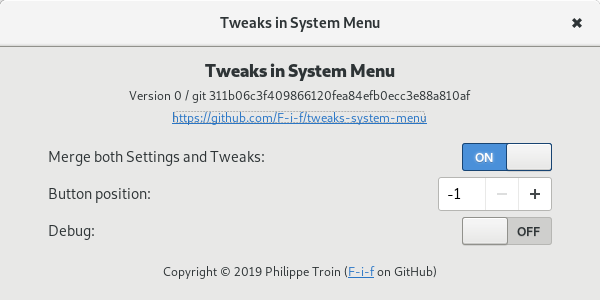 Tweaks in System Menu
Tweaks in System Menu
Version 0 / git 311b06c3f409866120fea84efb0ecc3e88a810af
https://github.com/F-i-f/tweaks-system-menu
Merge both Settings and Tweaks: ON
Button position: -1 − +
Debug: OFF
Copyright © 2019 Philippe Troin (F-i-f on GitHub)